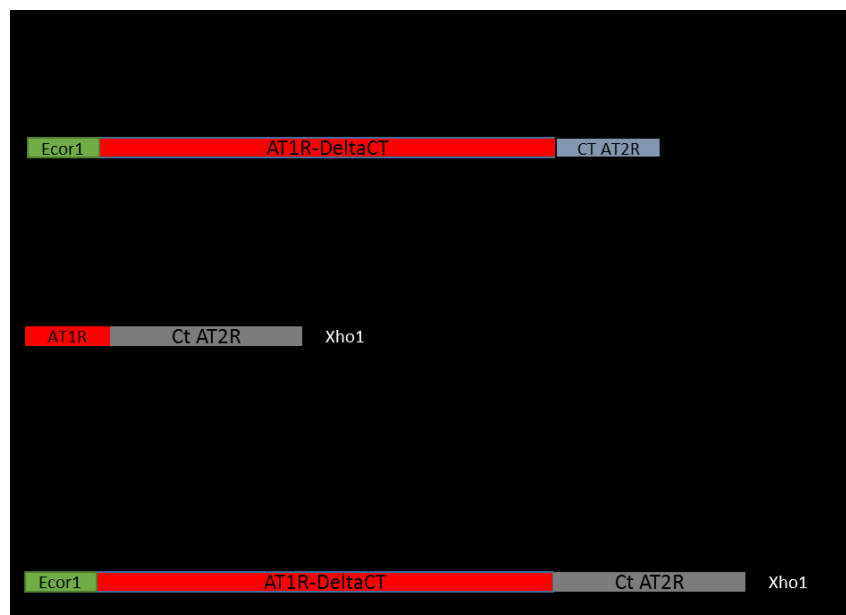 Ecor1 AT1R-DeltaCT CT AT2R
AT1R Ct AT2R Xho1
Ecor1 AT1R-DeltaCT Ct AT2R Xho1